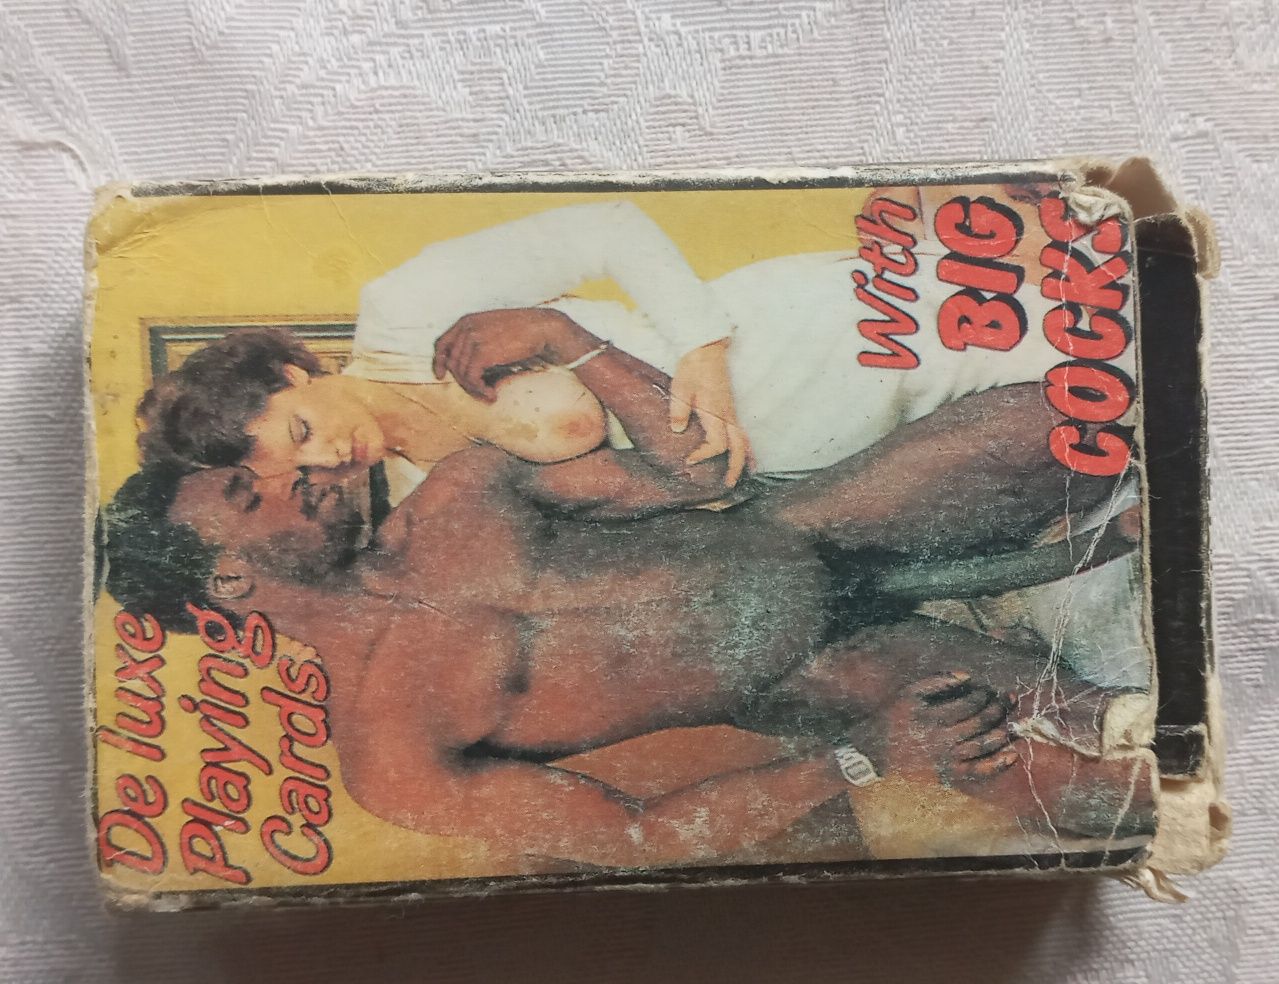 De luxe
Playing
Cards
With
BIG
COCKS